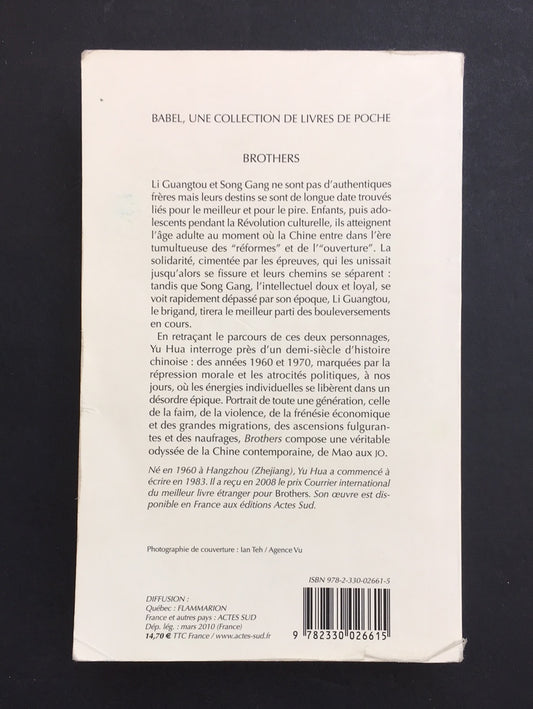 BABEL, UNE COLLECTION DE LIVRES DE POCHE
BROTHERS
Li Guangtou et Song Gang ne sont pas d'authentiques
frères mais leurs destins se sont de longue date trouvés
liés pour le meilleur et pour le pire. Enfants, puis ado-
lescents pendant la Révolution culturelle, ils atteignent
l'âge adulte au moment où la Chine entre dans l'ère
tumultueuse des "réformes" et de l'"ouverture". La
solidarité, cimentée par les épreuves, qui les unissait
jusqu'alors se fissure et leurs chemins se séparent :
tandis que Song Gang, l'intellectuel doux et loyal, se
voit rapidement dépassé par son époque, Li Guangtou,
le brigand, tirera le meilleur parti des bouleversements
en cours.
En retraçant le parcours de ces deux personnages,
Yu Hua interroge près d'un demi-siècle d'histoire
chinoise : des années 1960 et 1970, marquées par la
répression morale et les atrocités politiques, à nos
jours, où les énergies individuelles se libèrent dans un
désordre épique. Portrait de toute une génération, celle
de la faim, de la violence, de la frénésie économique
et des grandes migrations, des ascensions fulguran-
tes et des naufrages, Brothers compose une véritable
odyssée de la Chine contemporaine, de Mao aux JO.
Né en 1960 à Hangzhou (Zhejiang), Yu Hua a commencé à
écrire en 1983. Il a reçu en 2008 le prix Courrier international
du meilleur livre étranger pour Brothers. Son œuvre est dis-
ponible en France aux éditions Actes Sud.
Photographie de couverture : Ian Teh / Agence Vu
ISBN 978-2-330-02661-5
DIFFUSION :
Québec : FLAMMARION
France et autres pays : ACTES SUD
Dép. lég. : mars 2010 (France)
14,70 € TTC France / www.actes-sud.fr
9 782330 026615